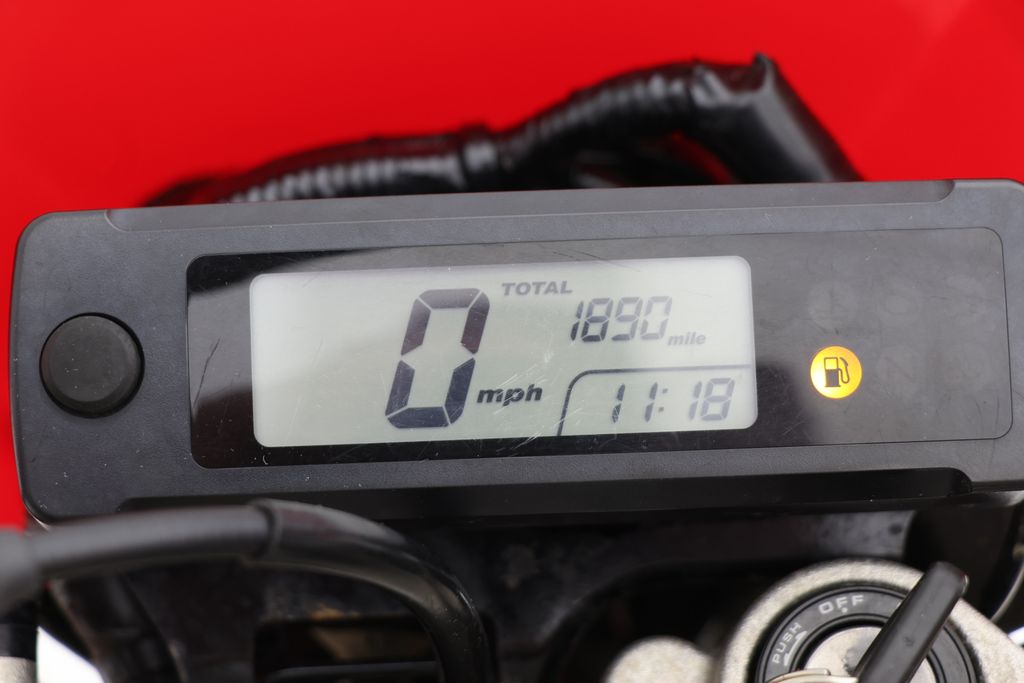 TOTAL
1890 mile
0 mph
11:18
OFF
PUSH